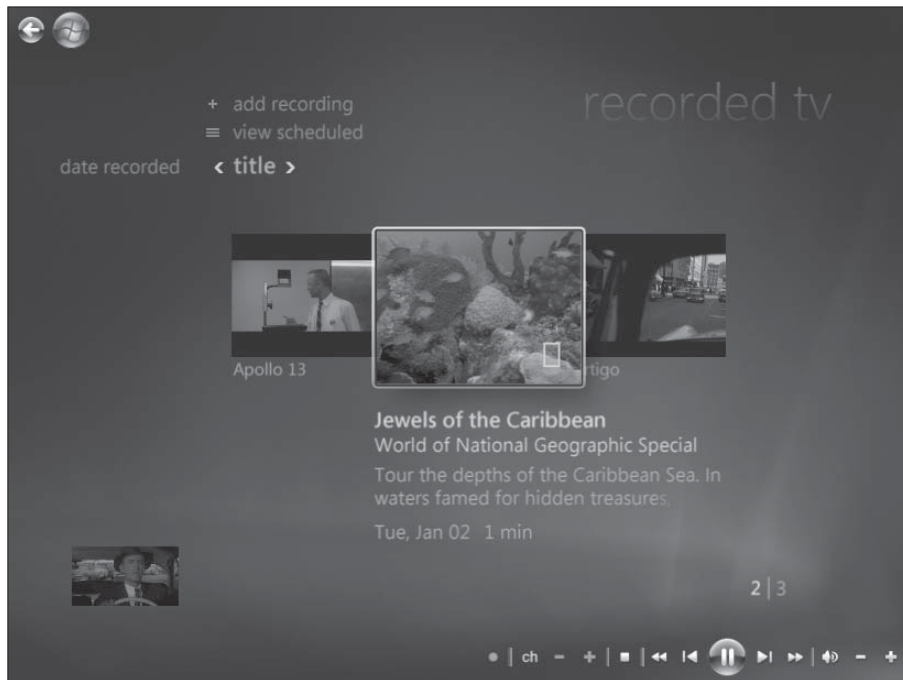 recorded tv
+ add recording
≡ view scheduled
date recorded < title >
Apollo 13
rtigo
Jewels of the Caribbean
World of National Geographic Special
Tour the depths of the Caribbean Sea. In
waters famed for hidden treasures,
Tue, Jan 02 1 min
2 | 3
ch - +
- +